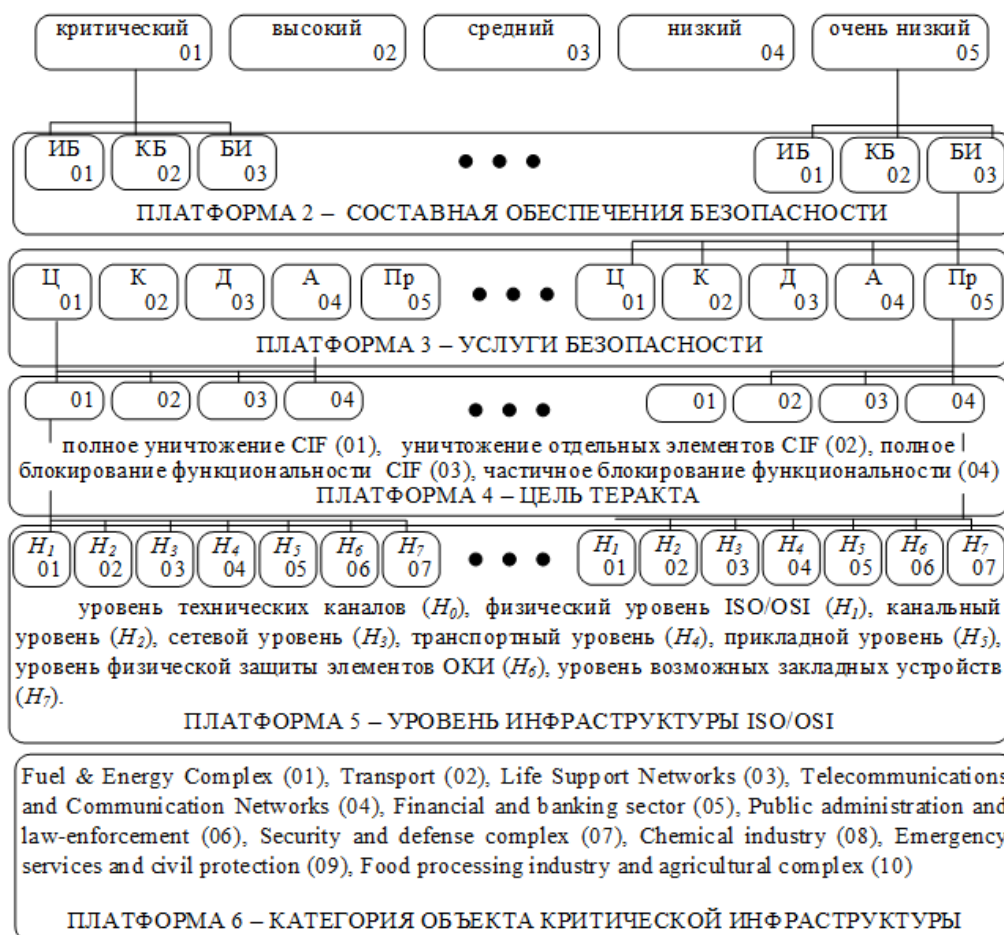 критический высокий средний низкий очень низкий
01 02 03 04 05
ИБ КБ БИ ИБ КБ БИ
01 02 03 01 02 03
ПЛАТФОРМА 2 – СОСТАВНАЯ ОБЕСПЕЧЕНИЯ БЕЗОПАСНОСТИ
Ц К Д А Пр Ц К Д А Пр
01 02 03 04 05 01 02 03 04 05
ПЛАТФОРМА 3 – УСЛУГИ БЕЗОПАСНОСТИ
01 02 03 04 01 02 03 04
полное уничтожение CIF (01), уничтожение отдельных элементов CIF (02), полное
блокирование функциональности CIF (03), частичное блокирование функциональности (04)
ПЛАТФОРМА 4 – ЦЕЛЬ ТЕРАКТА
H1 H2 H3 H4 H5 H6 H7 H1 H2 H3 H4 H5 H6 H7
01 02 03 04 05 06 07 01 02 03 04 05 06 07
уровень технических каналов (H0), физический уровень ISO/OSI (H1), канальный
уровень (H2), сетевой уровень (H3), транспортный уровень (H4), прикладной уровень (H5),
уровень физической защиты элементов ОКИ (H6), уровень возможных закладных устройств
(H7).
ПЛАТФОРМА 5 – УРОВЕНЬ ИНФРАСТРУКТУРЫ ISO/OSI
Fuel & Energy Complex (01), Transport (02), Life Support Networks (03), Telecommunications
and Communication Networks (04), Financial and banking sector (05), Public administration and
law-enforcement (06), Security and defense complex (07), Chemical industry (08), Emergency
services and civil protection (09), Food processing industry and agricultural complex (10)
ПЛАТФОРМА 6 – КАТЕГОРИЯ ОБЪЕКТА КРИТИЧЕСКОЙ ИНФРАСТРУКТУРЫ